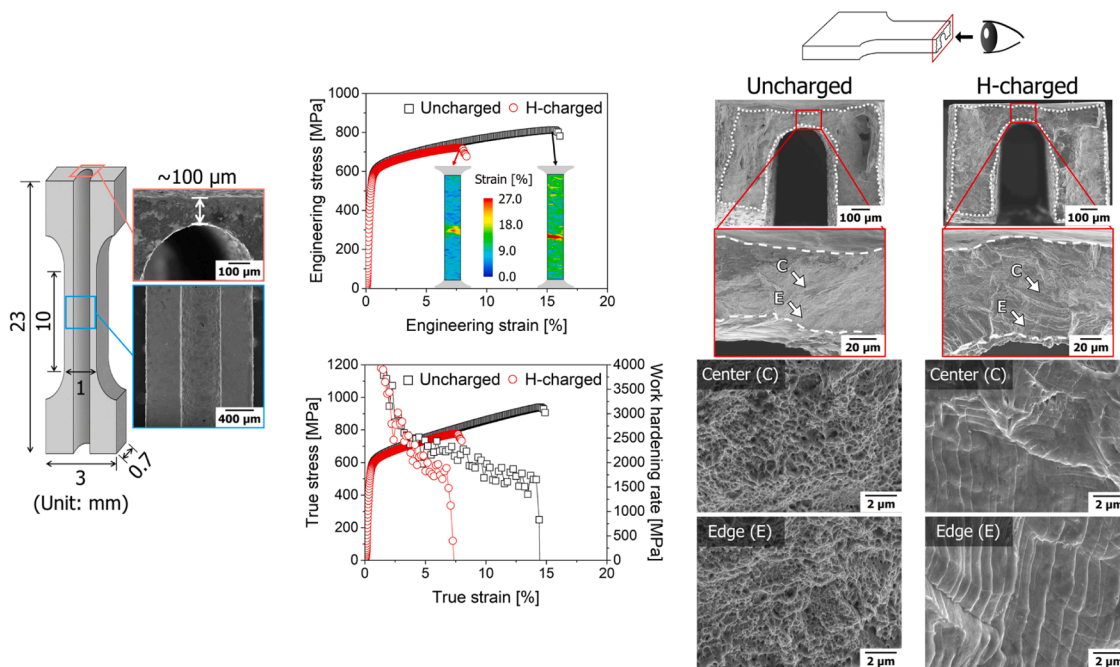 23
10
1
3
0.7
(Unit: mm)
~100 µm
100 µm
400 µm
Engineering stress [MPa]
1000
800
600
400
200
0
Uncharged
H-charged
Strain [%]
27.0
18.0
9.0
0.0
0
5
10
15
20
Engineering strain [%]
True stress [MPa]
1200
1000
800
600
400
200
0
Uncharged
H-charged
4000
3500
3000
2500
2000
1500
1000
500
0
Work hardening rate [MPa]
0
5
10
15
20
True strain [%]
Uncharged
H-charged
100 µm
100 µm
C
E
20 µm
C
E
20 µm
Center (C)
2 µm
Center (C)
2 µm
Edge (E)
2 µm
Edge (E)
2 µm